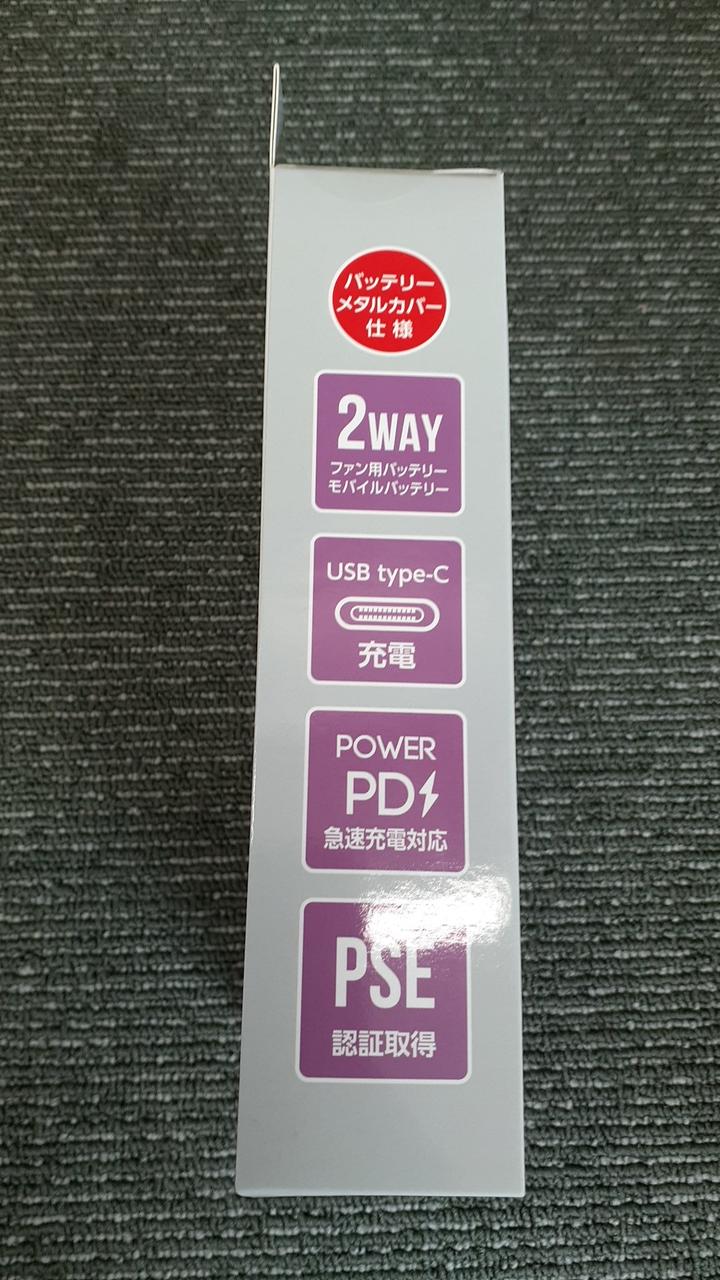 バッテリー
メタルカバー
仕様
2WAY
ファン用バッテリー
モバイルバッテリー
USB type-C
充電
POWER
PD
急速充電対応
PSE
認証取得